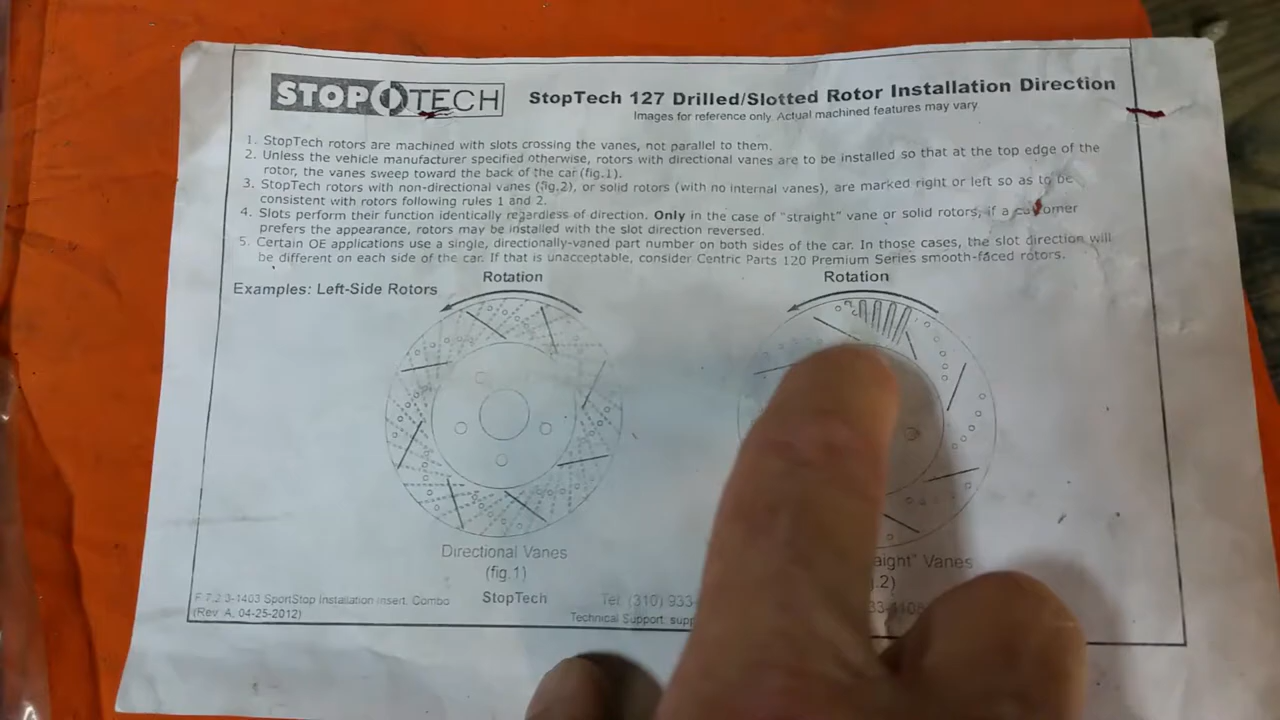 STOPTECH
StopTech 127 Drilled/Slotted Rotor Installation Direction
Images for reference only. Actual machined features may vary.
1. StopTech rotors are machined with slots crossing the vanes, not parallel to them.
2. Unless the vehicle manufacturer specified otherwise, rotors with directional vanes are to be installed so that at the top edge of the
rotor, the vanes sweep toward the back of the car (fig.1).
3. StopTech rotors with non-directional vanes (fig.2), or solid rotors (with no internal vanes), are marked right or left so as to be
consistent with rotors following rules 1 and 2.
4. Slots perform their function identically regardless of direction. Only in the case of "straight" vane or solid rotors, if a customer
prefers the appearance, rotors may be installed with the slot direction reversed.
5. Certain OE applications use a single, directionally-vaned part number on both sides of the car. In those cases, the slot direction will
be different on each side of the car. If that is unacceptable, consider Centric Parts 120 Premium Series smooth-faced rotors.
Examples: Left-Side Rotors
Rotation
Rotation
Directional Vanes
(fig.1)
aight" Vanes
.2)
F 7.2.3-1403 SportStop Installation Insert. Combo
(Rev A. 04-25-2012)
StopTech
Tel: (310) 933-
Technical Support: supp